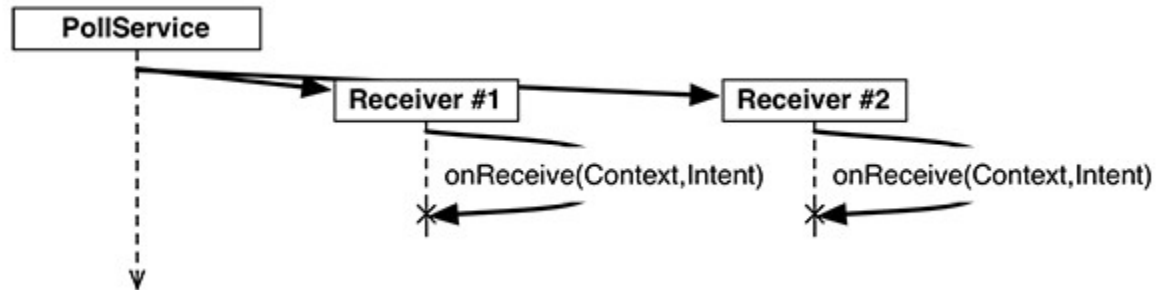 PollService
Receiver #1
Receiver #2
onReceive(Context,Intent)
onReceive(Context,Intent)